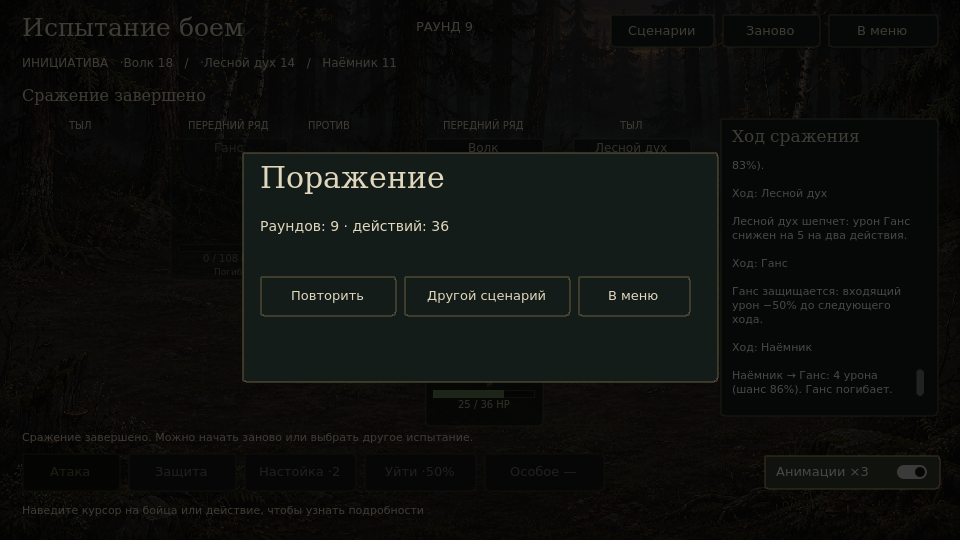 Испытание боем
РАУНД 9
Сценарии
Заново
В меню
ИНИЦИАТИВА ·Волк 18 / ·Лесной дух 14 / Наёмник 11
Сражение завершено
ТЫЛ
ПЕРЕДНИЙ РЯД
ПРОТИВ
ПЕРЕДНИЙ РЯД
ТЫЛ
Ганс
Волк
Лесной дух
Ход сражения
83%).
Ход: Лесной дух
Лесной дух шепчет: урон Ганс
снижен на 5 на два действия.
Ход: Ганс
Ганс защищается: входящий
урон −50% до следующего
хода.
Ход: Наёмник
Наёмник → Ганс: 4 урона
(шанс 86%). Ганс погибает.
0 / 108
Поражение
Раундов: 9 · действий: 36
Повторить
Другой сценарий
В меню
25 / 36 HP
Сражение завершено. Можно начать заново или выбрать другое испытание.
Атака
Защита
Настойка ·2
Уйти ·50%
Особое —
Анимации ×3
Наведите курсор на бойца или действие, чтобы узнать подробности